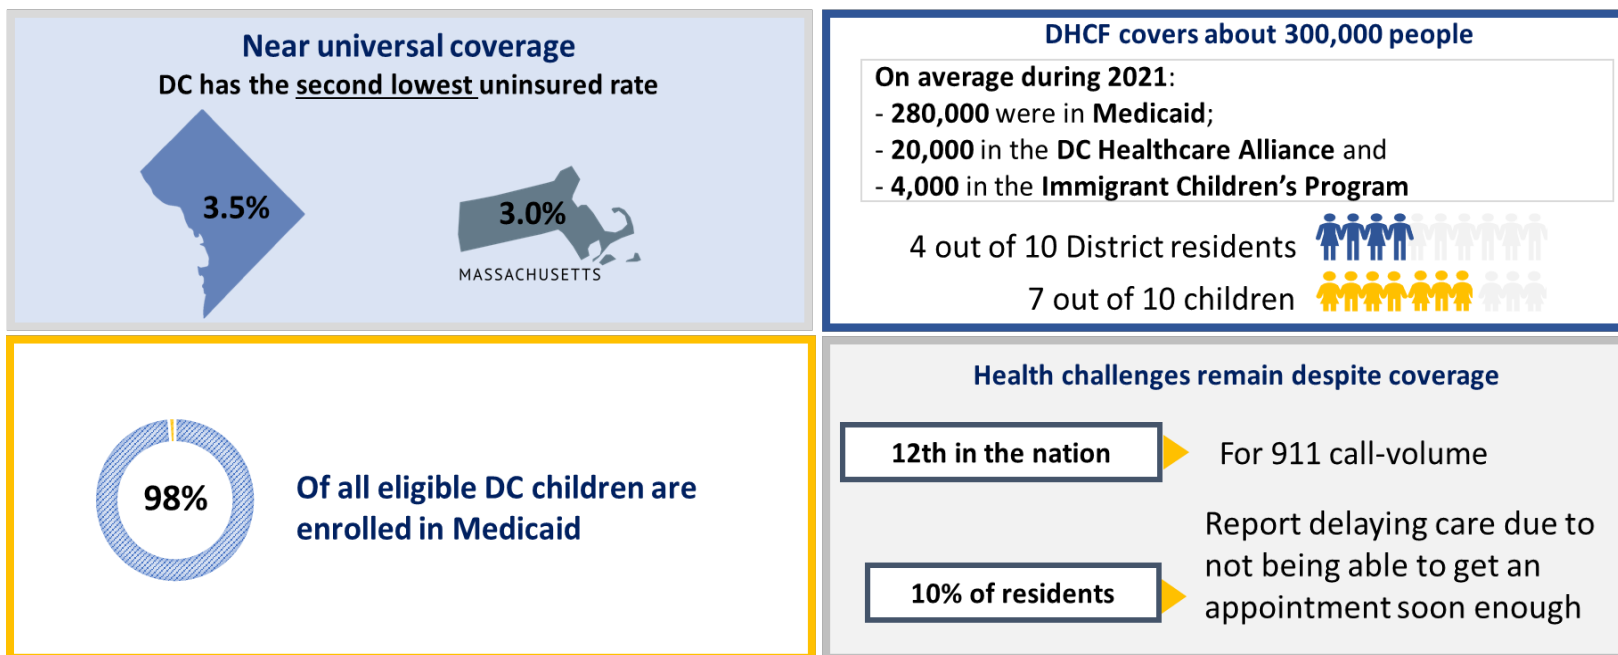 Near universal coverage
DC has the second lowest uninsured rate
3.5%
3.0%
MASSACHUSETTS
DHCF covers about 300,000 people
On average during 2021:
- 280,000 were in Medicaid;
- 20,000 in the DC Healthcare Alliance and
- 4,000 in the Immigrant Children’s Program
4 out of 10 District residents
7 out of 10 children
98%
Of all eligible DC children are
enrolled in Medicaid
Health challenges remain despite coverage
12th in the nation
For 911 call-volume
10% of residents
Report delaying care due to
not being able to get an
appointment soon enough